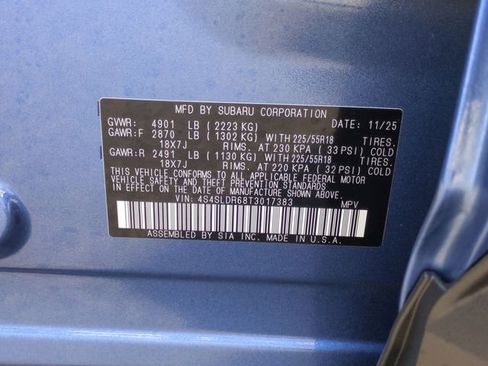 MFD BY SUBARU CORPORATION
GVWR: 4901 LB ( 2223 KG) DATE: 11/25
GAWR:F 2870 LB ( 1302 KG) WITH 225/55R18 TIRES.
18X7J RIMS. AT 230 KPA ( 33 PSI) COLD
GAWR:R 2491 LB ( 1130 KG) WITH 225/55R18 TIRES.
18X7J RIMS. AT 220 KPA ( 32 PSI) COLD
THIS VEHICLE CONFORMS TO ALL APPLICABLE FEDERAL MOTOR
VEHICLE SAFETY, BUMPER, AND THEFT PREVENTION STANDARDS
IN EFFECT ON THE DATE OF MANUFACTURE SHOWN ABOVE.
VIN: 4S4SLDR68T3017383 MPV
ASSEMBLED BY SIA INC. MADE IN U.S.A.